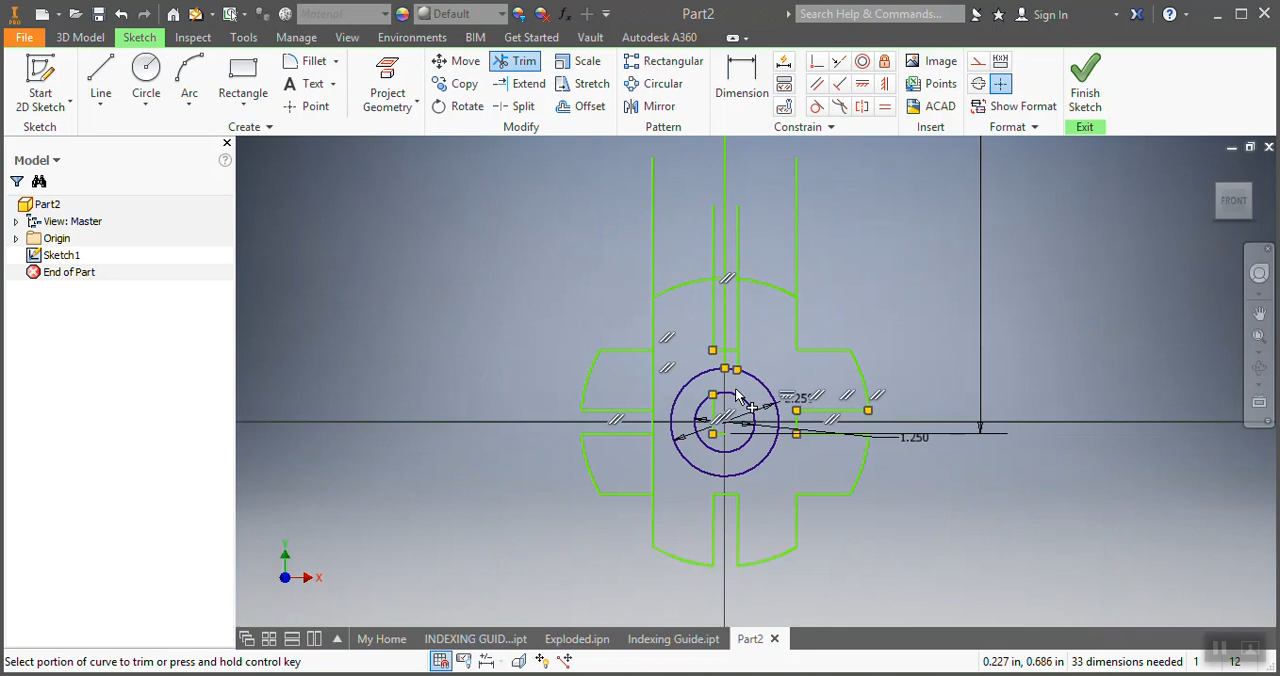 PRO
Material
Default
Part2
Search Help & Commands...
Sign In
File 3D Model Sketch Inspect Tools Manage View Environments BIM Get Started Vault Autodesk A360
Start
2D Sketch
Line
Circle
Arc
Rectangle
Fillet
Text
Point
Project
Geometry
Move
Copy
Rotate
Trim
Extend
Split
Scale
Stretch
Offset
Rectangular
Circular
Mirror
Dimension
Image
Points
ACAD
Show Format
Finish
Sketch
Sketch Create Modify Pattern Constrain Insert Format Exit
Model
Part2
View: Master
Origin
Sketch1
End of Part
FRONT
1.250
Y
X
My Home INDEXING GUID...ipt Exploded.ipn Indexing Guide.ipt Part2
Select portion of curve to trim or press and hold control key
0.227 in, 0.686 in 33 dimensions needed 1 12